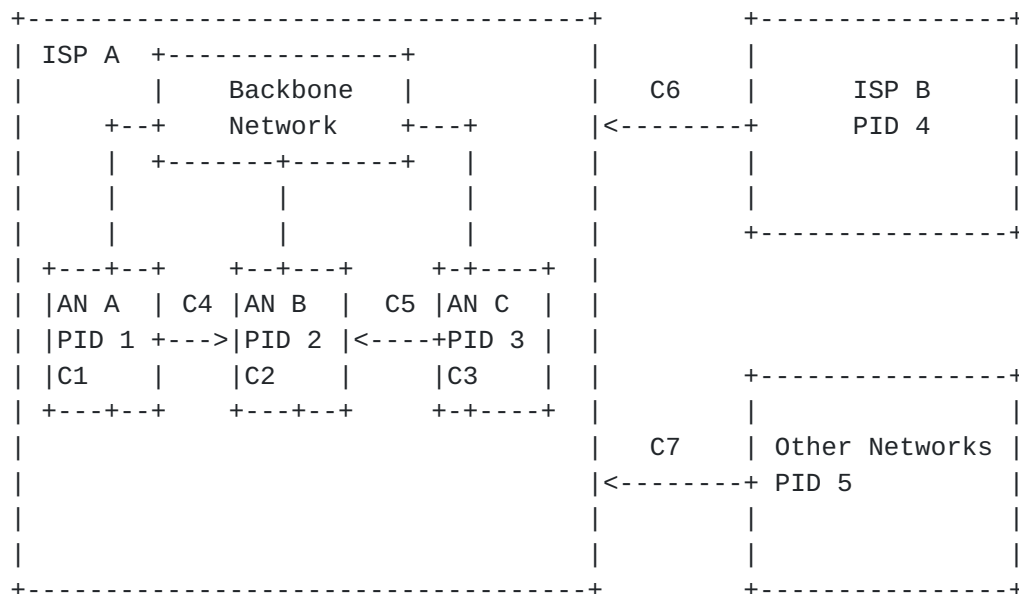 +------------------------------------+         +----------------+
| ISP A  +---------------+           |         |                |
|        |    Backbone   |           |   C6    |      ISP B     |
|     +--+    Network    +---+       |<--------+      PID 4     |
|     |  +-------+-------+   |       |         |                |
|     |          |           |       |         |                |
|     |          |           |       |         +----------------+
| +---+--+    +--+---+     +-+----+  |
| |AN A  | C4 |AN B  |  C5 |AN C  |  |
| |PID 1 +--->|PID 2 |<----+PID 3 |  |
| |C1    |    |C2    |     |C3    |  |         +----------------+
| +---+--+    +---+--+     +-+----+  |         |                |
|                                    |   C7    | Other Networks |
|                                    |<--------+ PID 5          |
|                                    |         |                |
|                                    |         |                |
+------------------------------------+         +----------------+